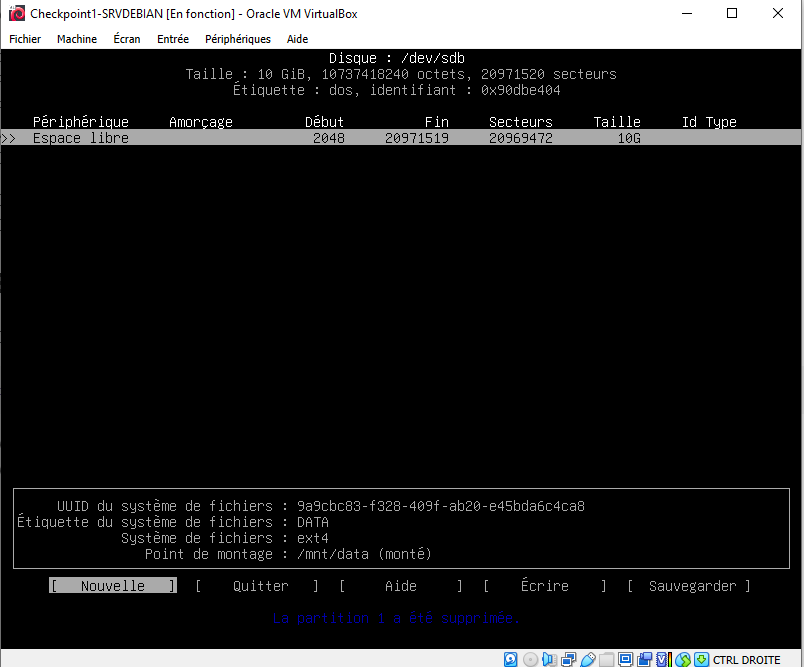 Checkpoint1-SRVDEBIAN [En fonction] - Oracle VM VirtualBox
Fichier Machine Écran Entrée Périphériques Aide
Disque : /dev/sdb
Taille : 10 GiB, 10737418240 octets, 20971520 secteurs
Étiquette : dos, identifiant : 0x90dbe404
Périphérique Amorçage Début Fin Secteurs Taille Id Type
>> Espace libre 2048 20971519 20969472 10G
UUID du système de fichiers : 9a9cbc83-f328-409f-ab20-e45bda6c4ca8
Étiquette du système de fichiers : DATA
Système de fichiers : ext4
Point de montage : /mnt/data (monté)
[ Nouvelle ] [ Quitter ] [ Aide ] [ Écrire ] [ Sauvegarder ]
La partition 1 a été supprimée.
CTRL DROITE